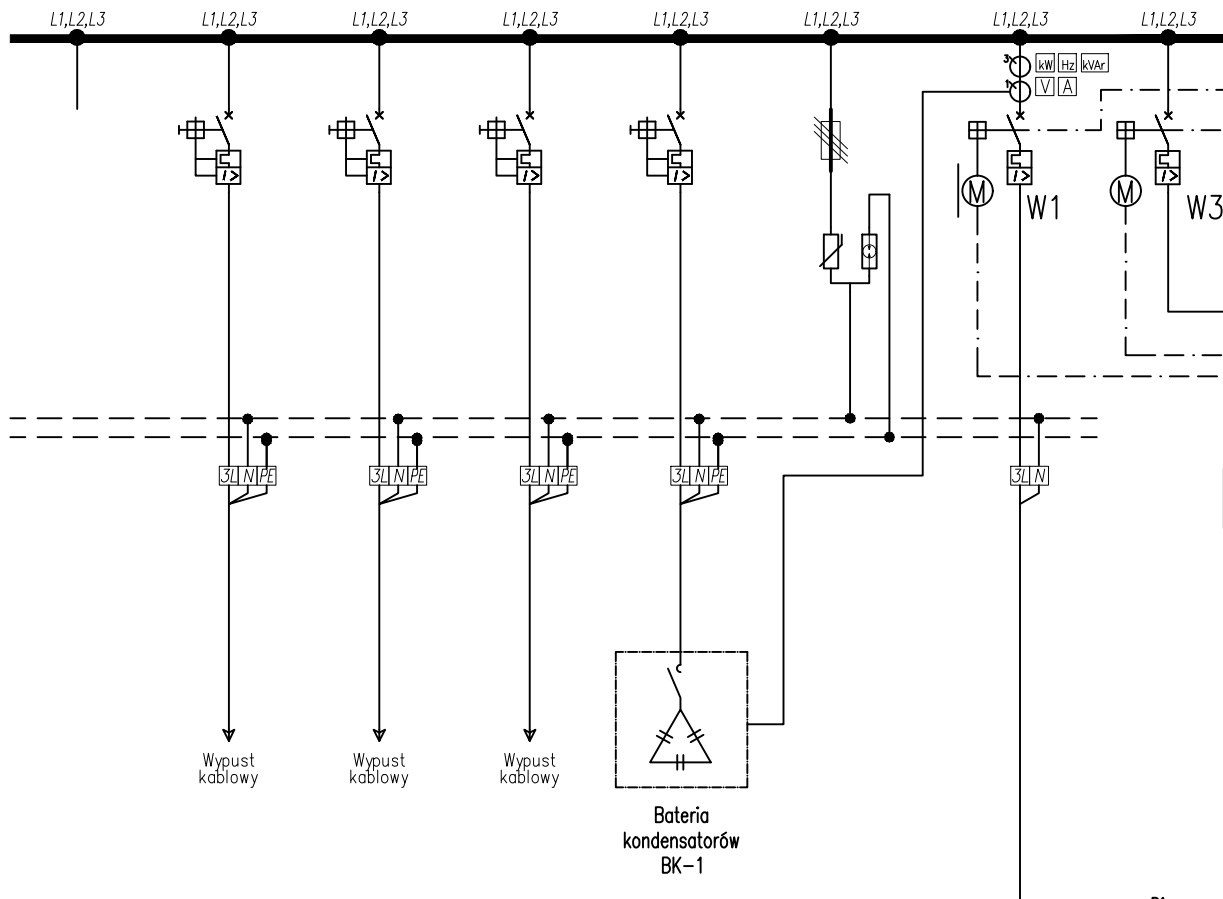 L1,L2,L3 L1,L2,L3 L1,L2,L3 L1,L2,L3 L1,L2,L3 L1,L2,L3 L1,L2,L3 L1,L2,L3
3 kW Hz kVAr
1 V A
I> I> I> I> I> I>
M W1 M W3
3L N PE 3L N PE 3L N PE 3L N PE 3L N
Wypust kablowy
Wypust kablowy
Wypust kablowy
Bateria
kondensatorów
BK-1